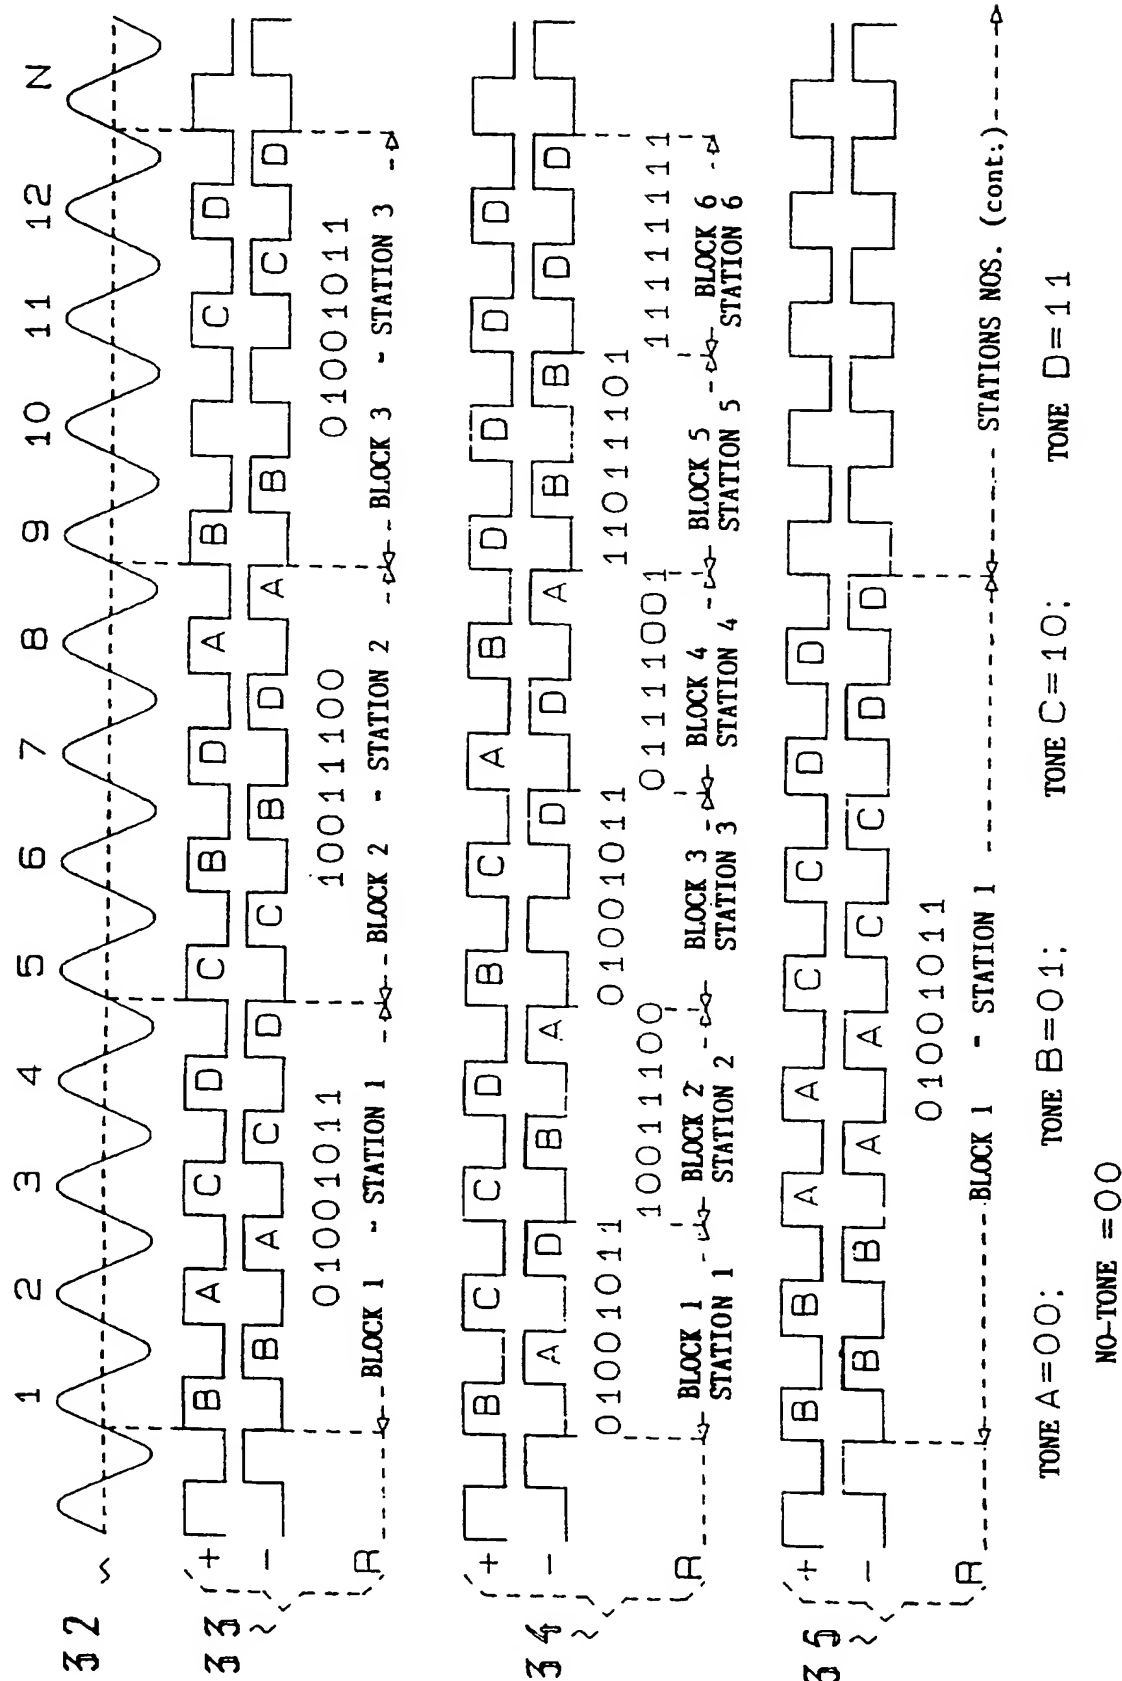 1 2 3 4 5 6 7 8 9 10 11 12 N
32 ~
33 ~
+ B A C D C B D A B C D
- B A C D C B D A B C D
01001011 10011100 01001011
R BLOCK 1 - STATION 1 BLOCK 2 - STATION 2 BLOCK 3 - STATION 3
34 ~
+ B C C D B C A B D D D D
- A D B A A D D A B B D D
01001011 10011100 01001011 01111001 11011101 11111111
R BLOCK 1 BLOCK 2 BLOCK 3 BLOCK 4 BLOCK 5 BLOCK 6
STATION 1 STATION 2 STATION 3 STATION 4 STATION 5 STATION 6
35 ~
+ B B A A C C D D
- B B A A C C D D
01001011
R BLOCK 1 - STATION 1 STATIONS NOS. (cont:)
TONE A=00; TONE B=01; TONE C=10; TONE D=11
NO-TONE =00